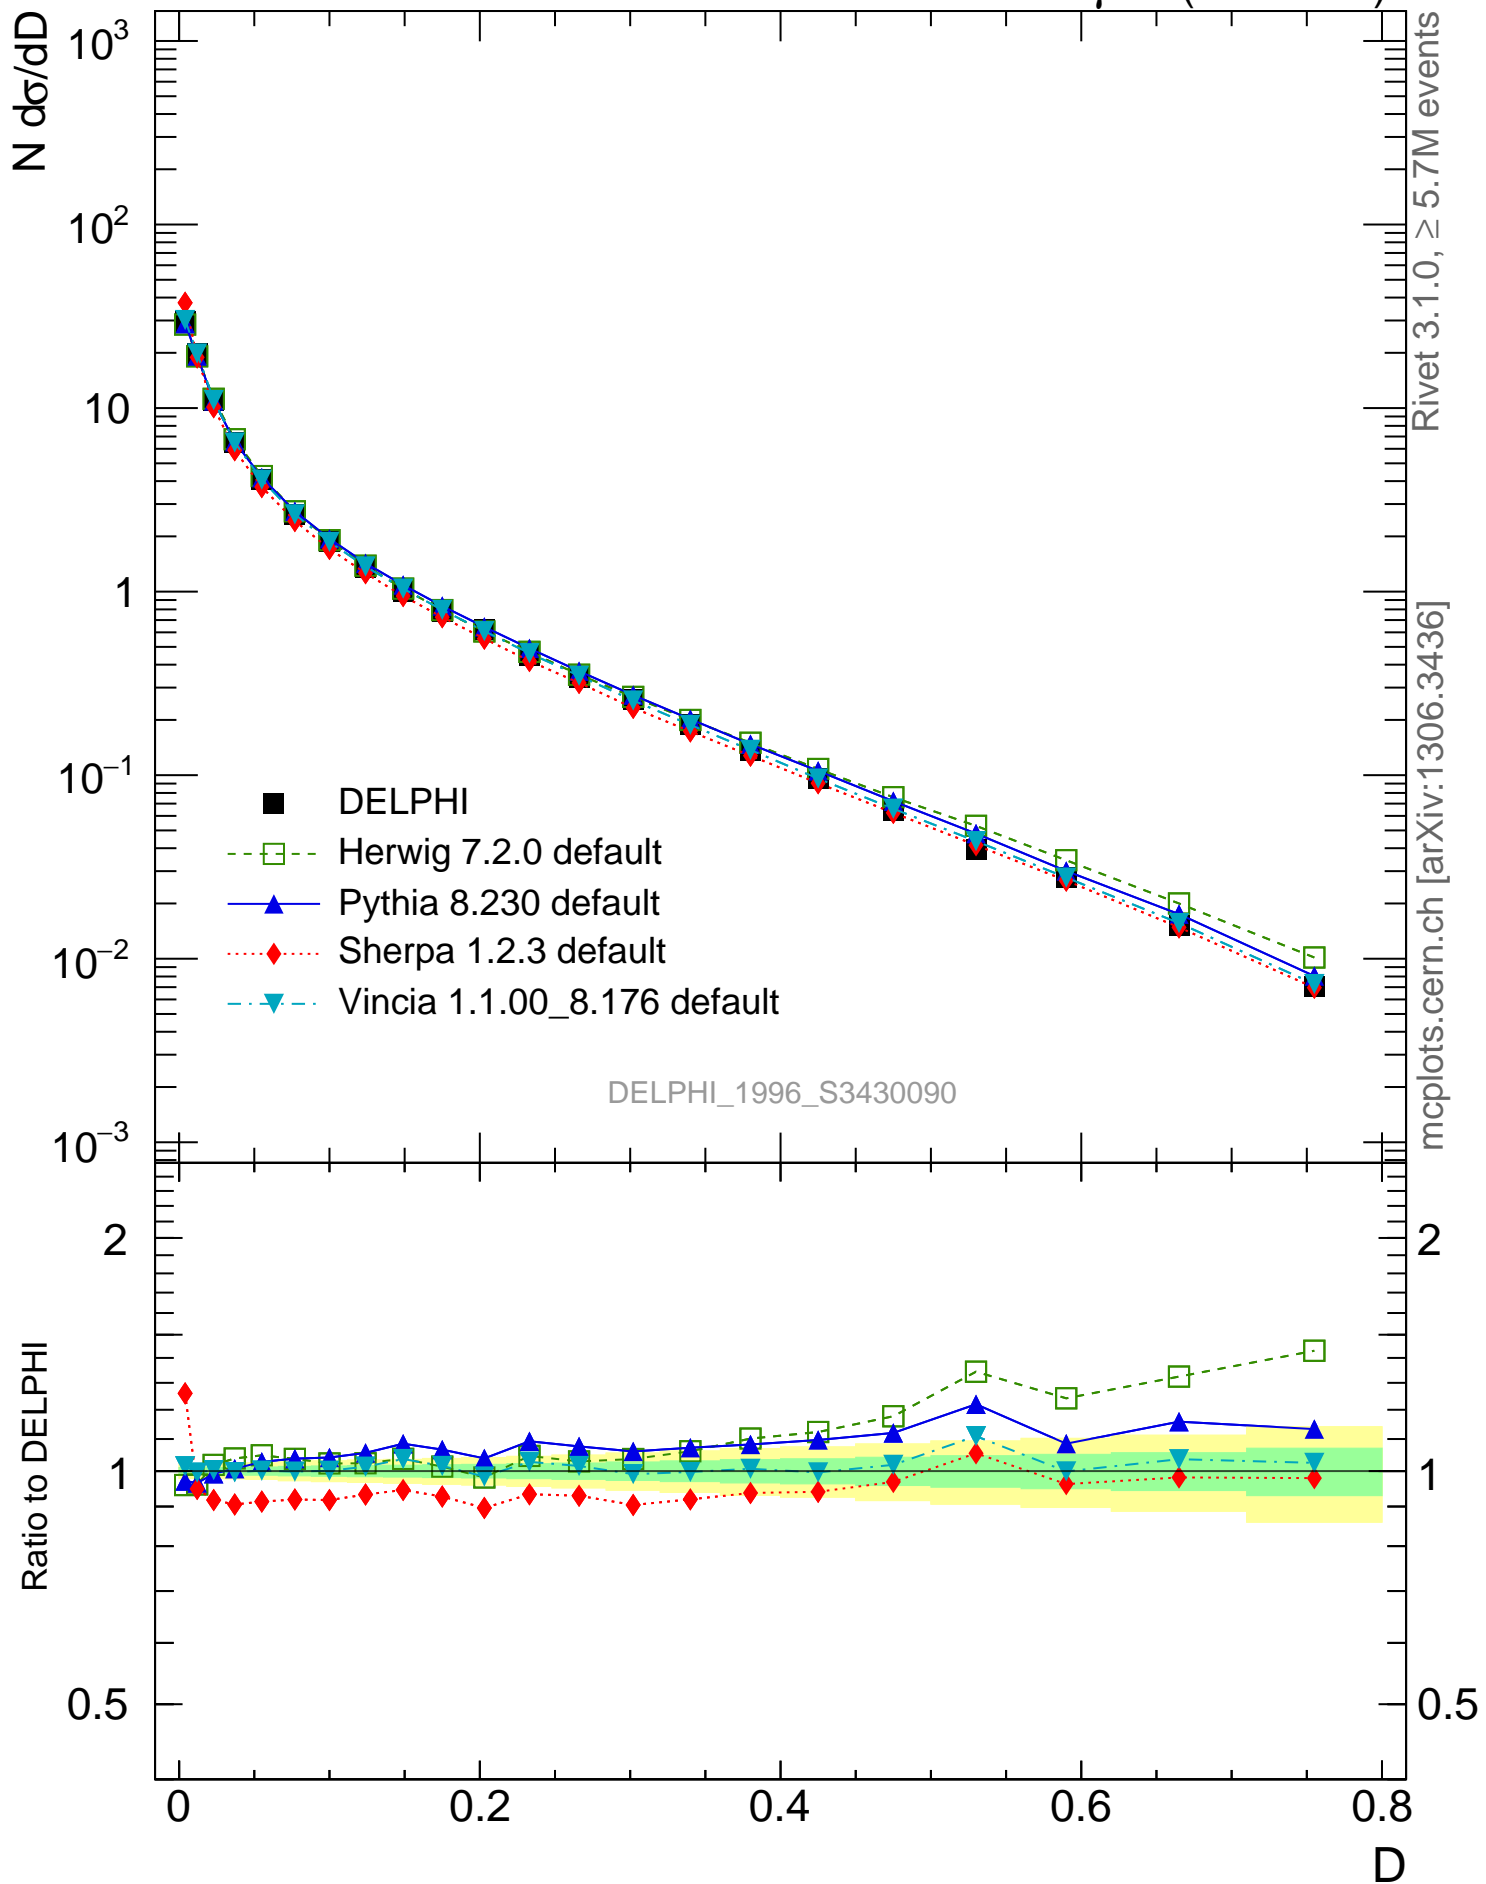 N dσ/dD
10³
10²
10
1
10⁻¹
10⁻²
10⁻³
DELPHI
Herwig 7.2.0 default
Pythia 8.230 default
Sherpa 1.2.3 default
Vincia 1.1.00_8.176 default
DELPHI_1996_S3430090
Rivet 3.1.0, ≥ 5.7M events
mcplots.cern.ch [arXiv:1306.3436]
Ratio to DELPHI
2
1
0.5
2
1
0.5
0 0.2 0.4 0.6 0.8
D